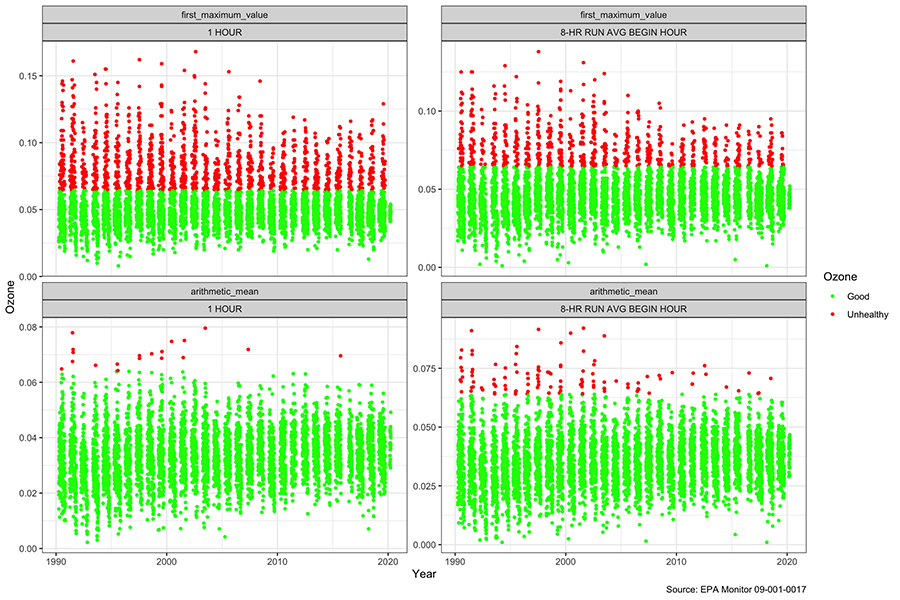 first_maximum_value
1 HOUR
first_maximum_value
8-HR RUN AVG BEGIN HOUR
0.15
0.10
0.05
0.00
0.10
0.05
0.00
arithmetic_mean
1 HOUR
arithmetic_mean
8-HR RUN AVG BEGIN HOUR
0.08
0.06
0.04
0.02
0.00
0.075
0.050
0.025
0.000
1990 2000 2010 2020
1990 2000 2010 2020
Ozone
Year
Ozone
Good
Unhealthy
Source: EPA Monitor 09-001-0017